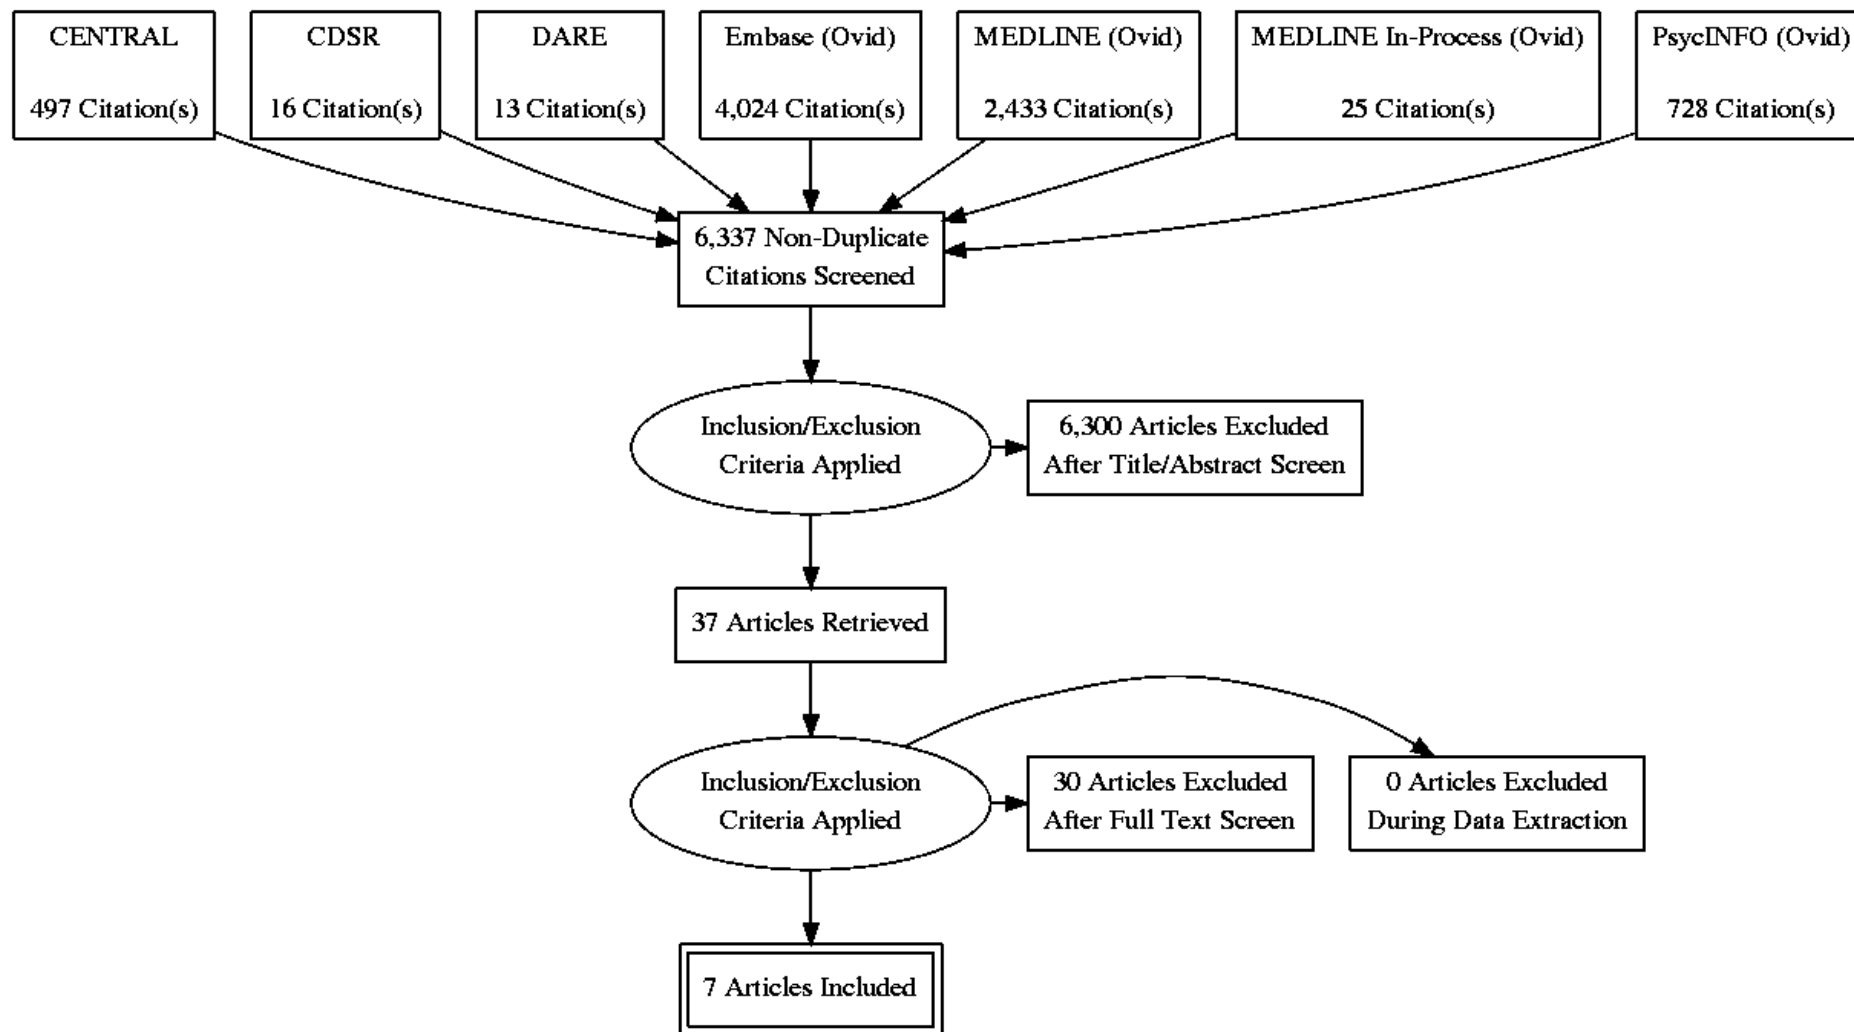 CENTRAL
497 Citation(s)
CDSR
16 Citation(s)
DARE
13 Citation(s)
Embase (Ovid)
4,024 Citation(s)
MEDLINE (Ovid)
2,433 Citation(s)
MEDLINE In-Process (Ovid)
25 Citation(s)
PsycINFO (Ovid)
728 Citation(s)
6,337 Non-Duplicate
Citations Screened
Inclusion/Exclusion
Criteria Applied
6,300 Articles Excluded
After Title/Abstract Screen
37 Articles Retrieved
Inclusion/Exclusion
Criteria Applied
30 Articles Excluded
After Full Text Screen
0 Articles Excluded
During Data Extraction
7 Articles Included